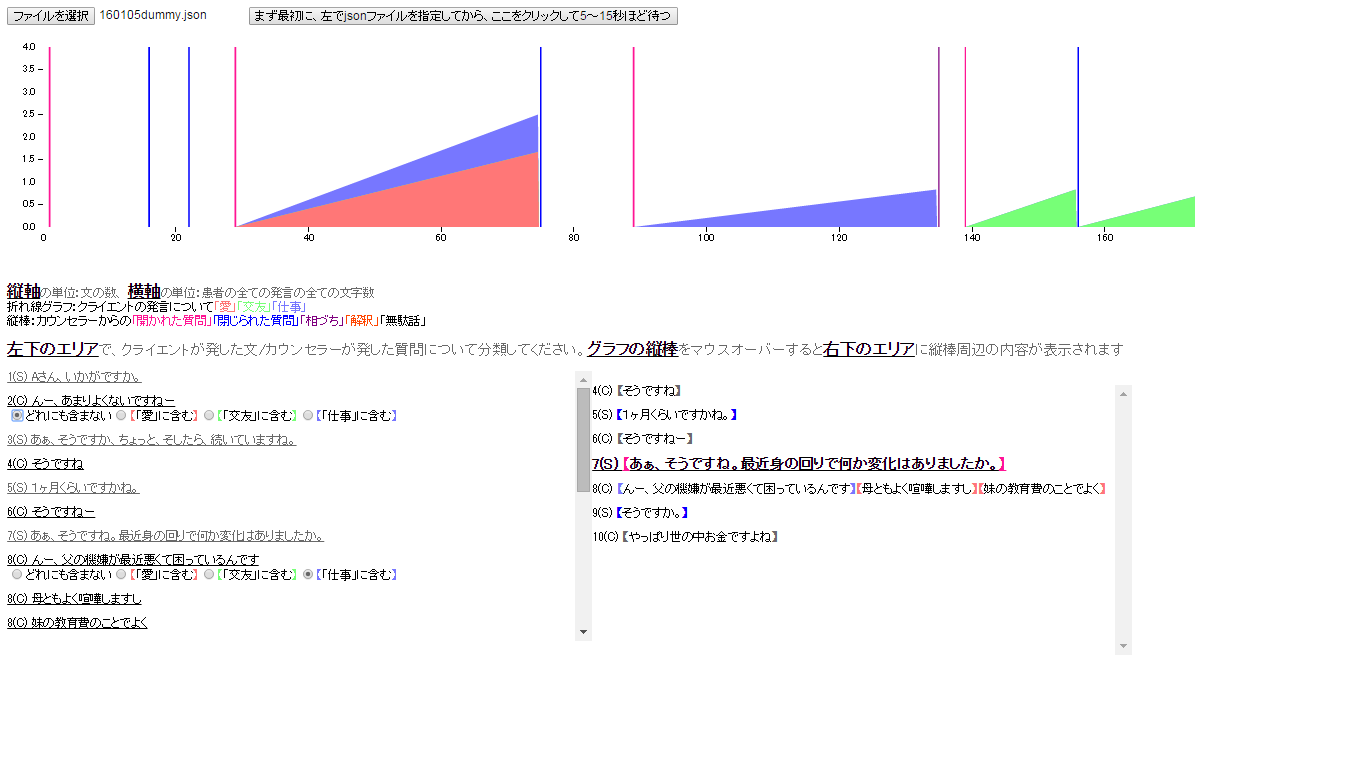 ファイルを選択 160105dummy.json まず最初に、左でjsonファイルを指定してから、ここをクリックして5～15秒ほど待つ
4.0
3.5
3.0
2.5
2.0
1.5
1.0
0.5
0.0
0 20 40 60 80 100 120 140 160
縦軸の単位：文の数、横軸の単位：患者の全ての発言の全ての文字数
折れ線グラフ：クライエントの発言について「愛」「交友」「仕事」
縦棒：カウンセラーからの「開かれた質問」「閉じられた質問」「相づち」「解釈」「無駄話」
左下のエリアで、クライエントが発した文/カウンセラーが発した質問について分類してください。グラフの縦棒をマウスオーバーすると右下のエリアに縦棒周辺の内容が表示されます
1(S) Aさん、いかがですか。
2(C) んー、あまりよくないですねー
どれにも含まない 【「愛」に含む】 【「交友」に含む】 【「仕事」に含む】
3(S) あぁ、そうですか、ちょっと、そしたら、続いていますね。
4(C) そうですね
5(S) 1ヶ月くらいですかね。
6(C) そうですねー
7(S) あぁ、そうですね。最近身の回りで何か変化はありましたか。
8(C) んー、父の機嫌が最近悪くて困っているんです
どれにも含まない 【「愛」に含む】 【「交友」に含む】 【「仕事」に含む】
8(C) 母ともよく喧嘩しますし
8(C) 妹の教育費のことでよく
4(C) 【そうですね】
5(S) 【1ヶ月くらいですかね。】
6(C) 【そうですねー】
7(S) 【あぁ、そうですね。最近身の回りで何か変化はありましたか。】
8(C) 【んー、父の機嫌が最近悪くて困っているんです】【母ともよく喧嘩しますし】【妹の教育費のことでよく】
9(S) 【そうですか。】
10(C) 【やっぱり世の中お金ですよね】